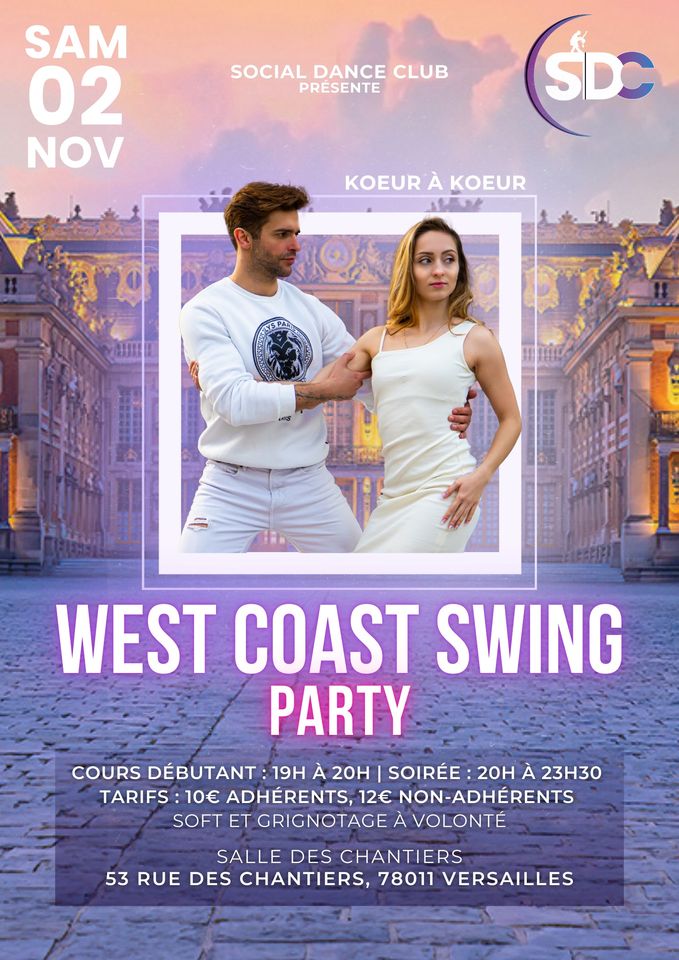 SAM
02
NOV
SOCIAL DANCE CLUB
PRÉSENTE
SDC
KOEUR À KOEUR
WEST COAST SWING
PARTY
COURS DÉBUTANT : 19H À 20H | SOIRÉE : 20H À 23H30
TARIFS : 10€ ADHÉRENTS, 12€ NON-ADHÉRENTS
SOFT ET GRIGNOTAGE À VOLONTÉ
SALLE DES CHANTIERS
53 RUE DES CHANTIERS, 78011 VERSAILLES